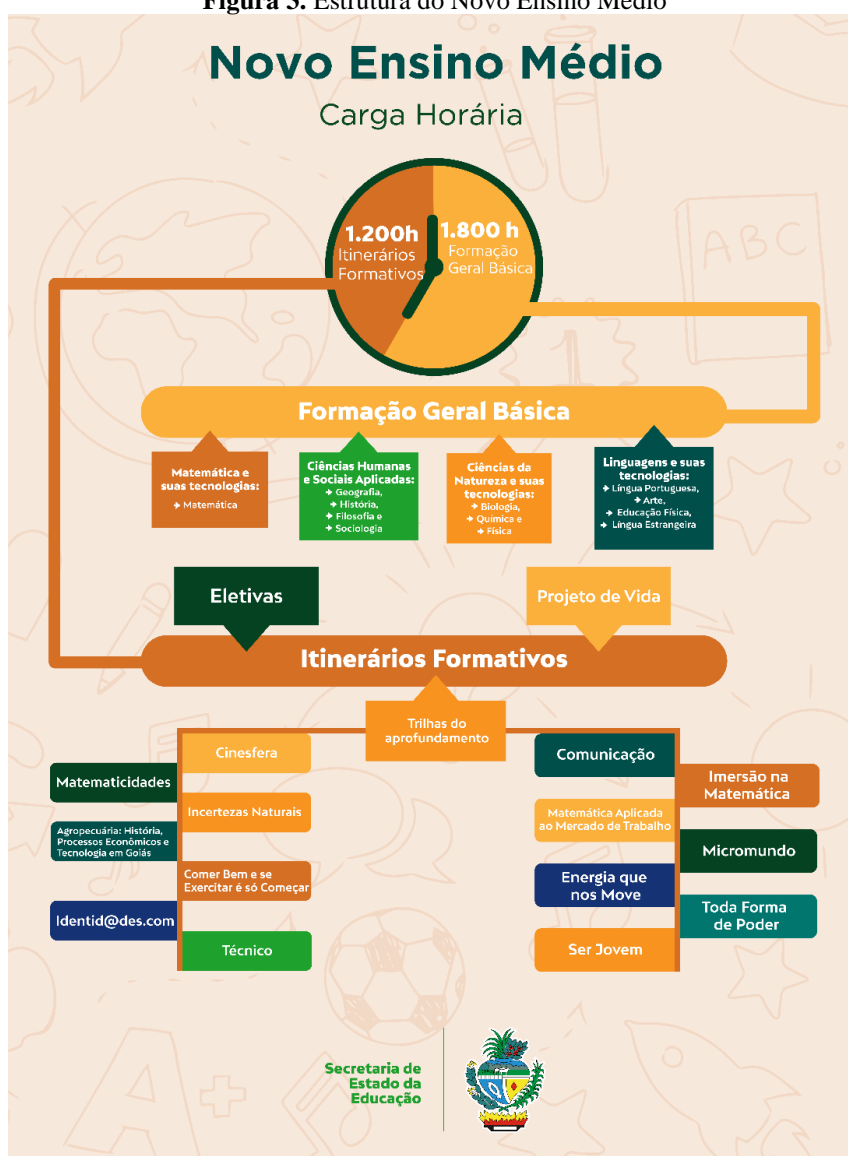 Figura 3. Estrutura do Novo Ensino Médio
Novo Ensino Médio
Carga Horária
1.200h
Itinerários
Formativos
1.800 h
Formação
Geral Básica
ABC
1
Formação Geral Básica
Matemática e
suas tecnologias:
→ Matemática
Ciências Humanas
e Sociais Aplicadas:
→ Geografia,
→ História,
→ Filosofia e
→ Sociologia
Ciências da
Natureza e suas
tecnologias:
→ Biologia,
→ Química e
→ Física
Linguagens e suas
tecnologias:
→ Língua Portuguesa,
→ Arte,
→ Educação Física,
→ Língua Estrangeira
Eletivas
Projeto de Vida
Itinerários Formativos
Trilhas do
aprofundamento
Cinesfera
Matematicidades
Incertezas Naturais
Agropecuária: História,
Processos Econômicos e
Tecnologia em Goiás
Comer Bem e se
Exercitar é só Começar
Identid@des.com
Técnico
Comunicação
Imersão na
Matemática
Matemática Aplicada
ao Mercado de Trabalho
Micromundo
Energia que
nos Move
Toda Forma
de Poder
Ser Jovem
A+
Secretaria de
Estado da
Educação